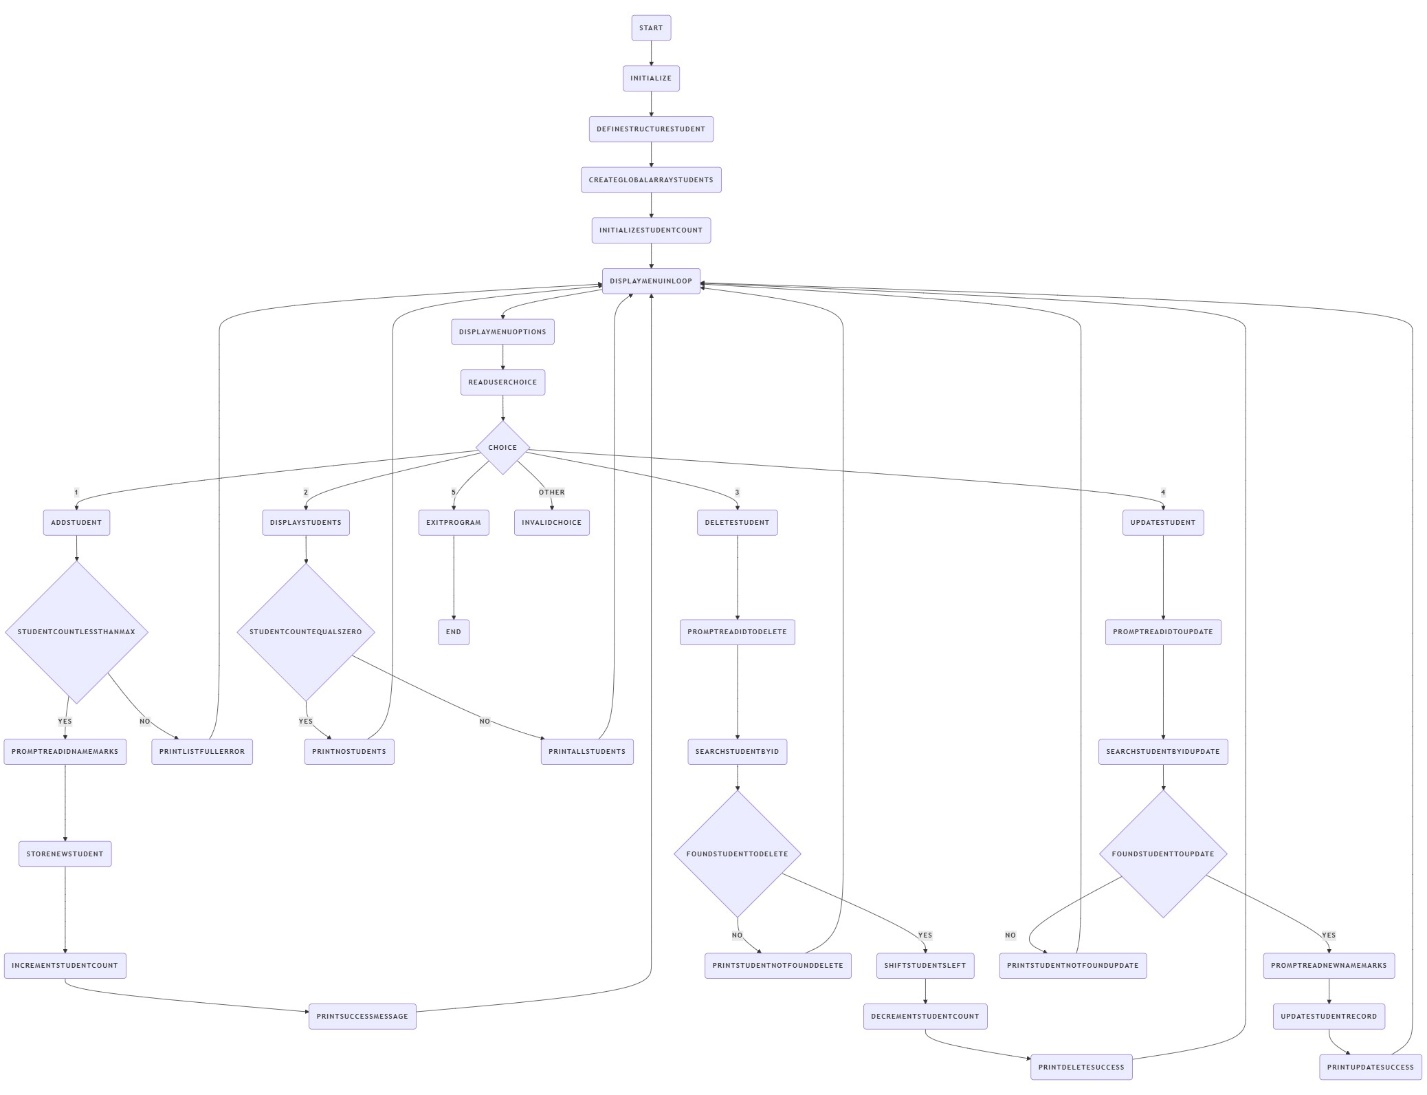 START
INITIALIZE
DEFINESTRUCTURESTUDENT
CREATEGLOBALARRAYSTUDENTS
INITIALIZESTUDENTCOUNT
DISPLAYMENUINLOOP
DISPLAYMENUOPTIONS
READUSERCHOICE
CHOICE
1
2
5
OTHER
3
4
ADDSTUDENT
DISPLAYSTUDENTS
EXITPROGRAM
INVALIDCHOICE
DELETESTUDENT
UPDATESTUDENT
STUDENTCOUNTLESSTHANMAX
STUDENTCOUNTEQUALSZERO
END
PROMPTREADIDTODELETE
PROMPTREADIDTOUPDATE
YES
NO
YES
NO
PROMPTREADIDNAMEMARKS
PRINTLISTFULLERROR
PRINTNOSTUDENTS
PRINTALLSTUDENTS
SEARCHSTUDENTBYID
SEARCHSTUDENTBYIDUPDATE
STORENEWSTUDENT
FOUNDSTUDENTTODELETE
FOUNDSTUDENTTOUPDATE
NO
YES
NO
YES
INCREMENTSTUDENTCOUNT
PRINTSTUDENTNOTFOUNDDELETE
SHIFTSTUDENTSLEFT
PRINTSTUDENTNOTFOUNDUPDATE
PROMPTREADNEWNAMEMARKS
PRINTSUCCESSMESSAGE
DECREMENTSTUDENTCOUNT
UPDATESTUDENTRECORD
PRINTDELETESUCCESS
PRINTUPDATESUCCESS